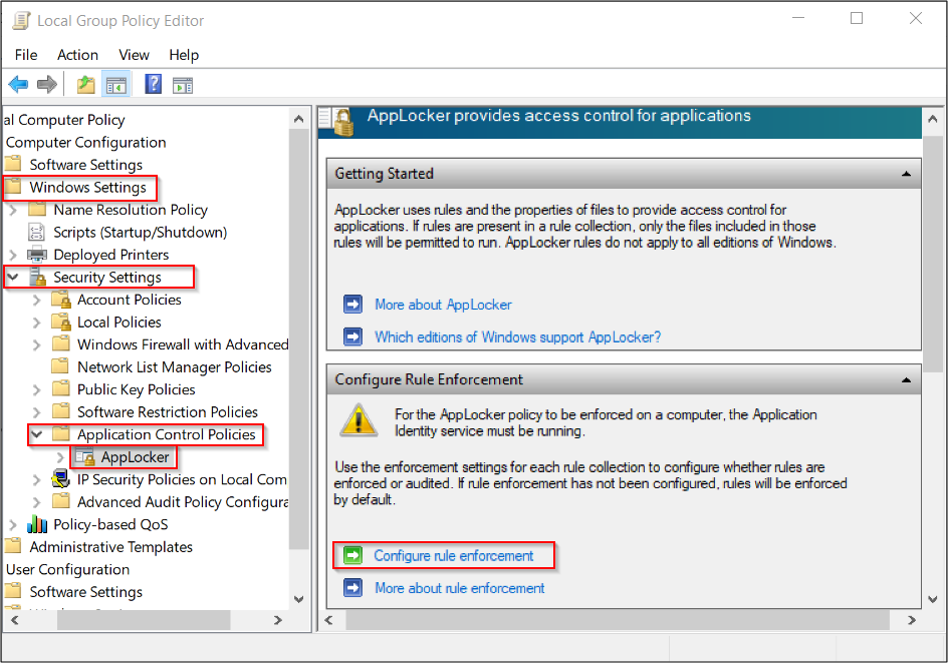 Local Group Policy Editor
File Action View Help
al Computer Policy
Computer Configuration
Software Settings
Windows Settings
Name Resolution Policy
Scripts (Startup/Shutdown)
Deployed Printers
Security Settings
Account Policies
Local Policies
Windows Firewall with Advanced
Network List Manager Policies
Public Key Policies
Software Restriction Policies
Application Control Policies
AppLocker
IP Security Policies on Local Com
Advanced Audit Policy Configura
Policy-based QoS
Administrative Templates
User Configuration
Software Settings
AppLocker provides access control for applications
Getting Started
AppLocker uses rules and the properties of files to provide access control for
applications. If rules are present in a rule collection, only the files included in those
rules will be permitted to run. AppLocker rules do not apply to all editions of Windows.
More about AppLocker
Which editions of Windows support AppLocker?
Configure Rule Enforcement
For the AppLocker policy to be enforced on a computer, the Application
Identity service must be running.
Use the enforcement settings for each rule collection to configure whether rules are
enforced or audited. If rule enforcement has not been configured, rules will be enforced
by default.
Configure rule enforcement
More about rule enforcement